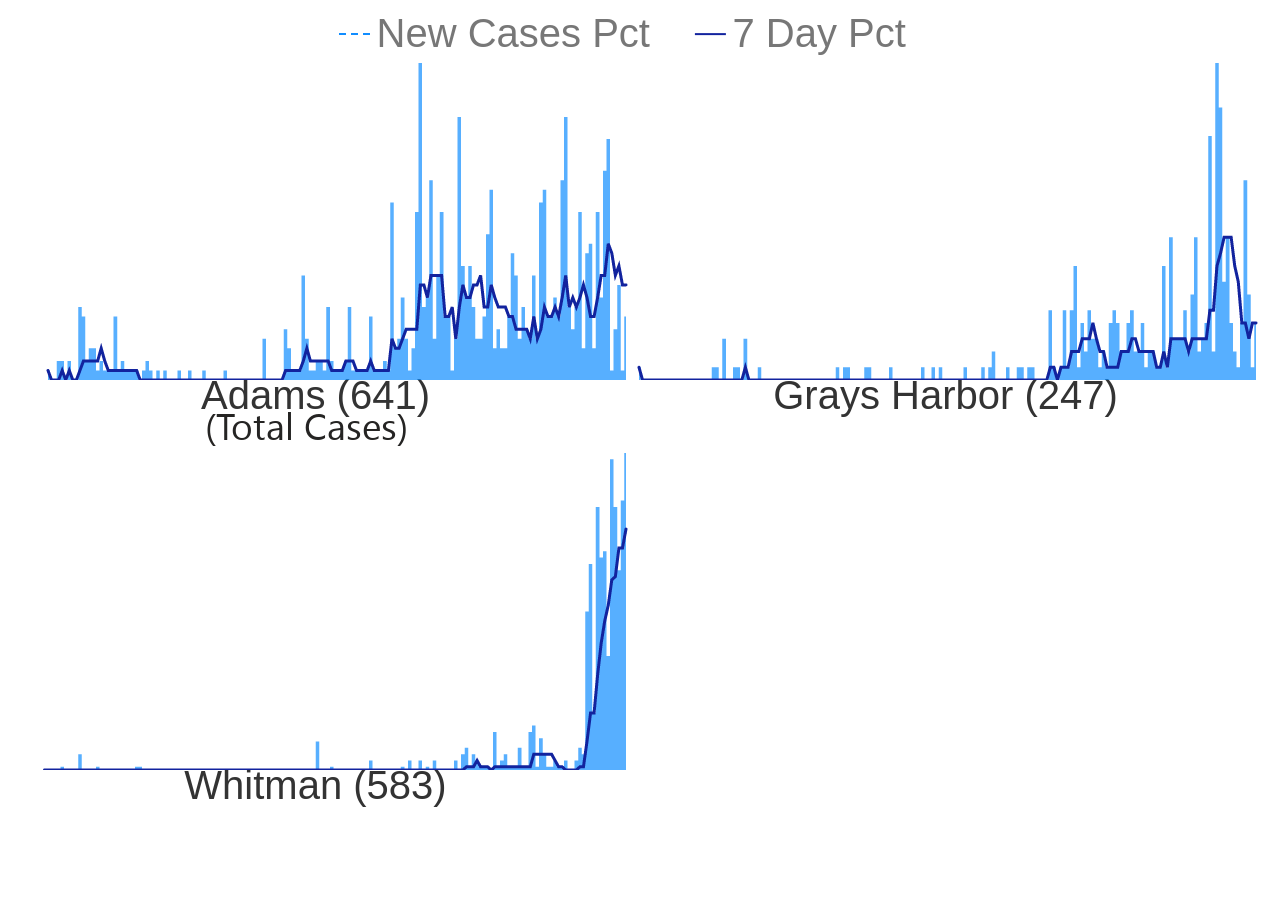 New Cases Pct 7 Day Pct
Adams (641)
(Total Cases)
Grays Harbor (247)
Whitman (583)